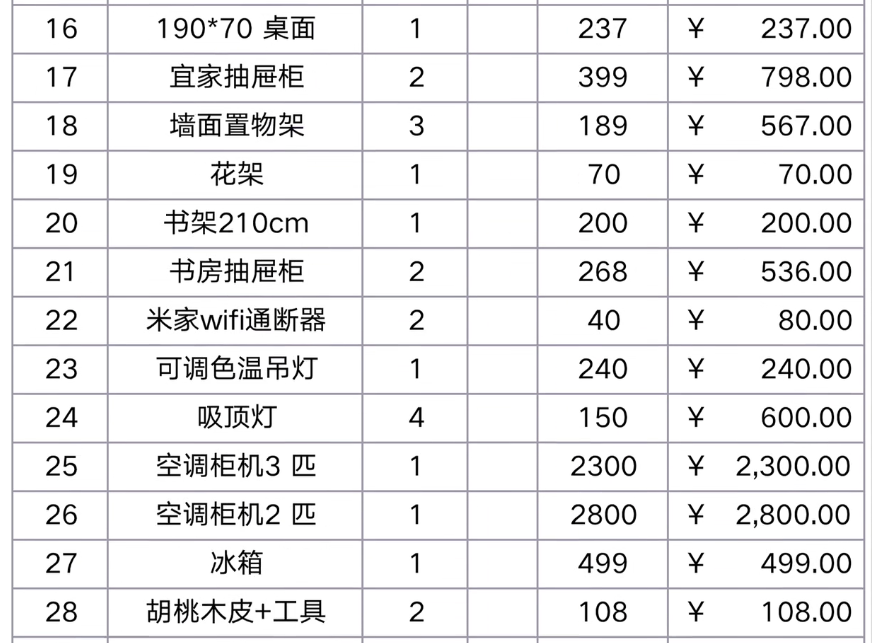 16 190*70 桌面 1 237 ¥ 237.00
17 宜家抽屉柜 2 399 ¥ 798.00
18 墙面置物架 3 189 ¥ 567.00
19 花架 1 70 ¥ 70.00
20 书架210cm 1 200 ¥ 200.00
21 书房抽屉柜 2 268 ¥ 536.00
22 米家wifi通断器 2 40 ¥ 80.00
23 可调色温吊灯 1 240 ¥ 240.00
24 吸顶灯 4 150 ¥ 600.00
25 空调柜机3 匹 1 2300 ¥ 2,300.00
26 空调柜机2 匹 1 2800 ¥ 2,800.00
27 冰箱 1 499 ¥ 499.00
28 胡桃木皮+工具 2 108 ¥ 108.00